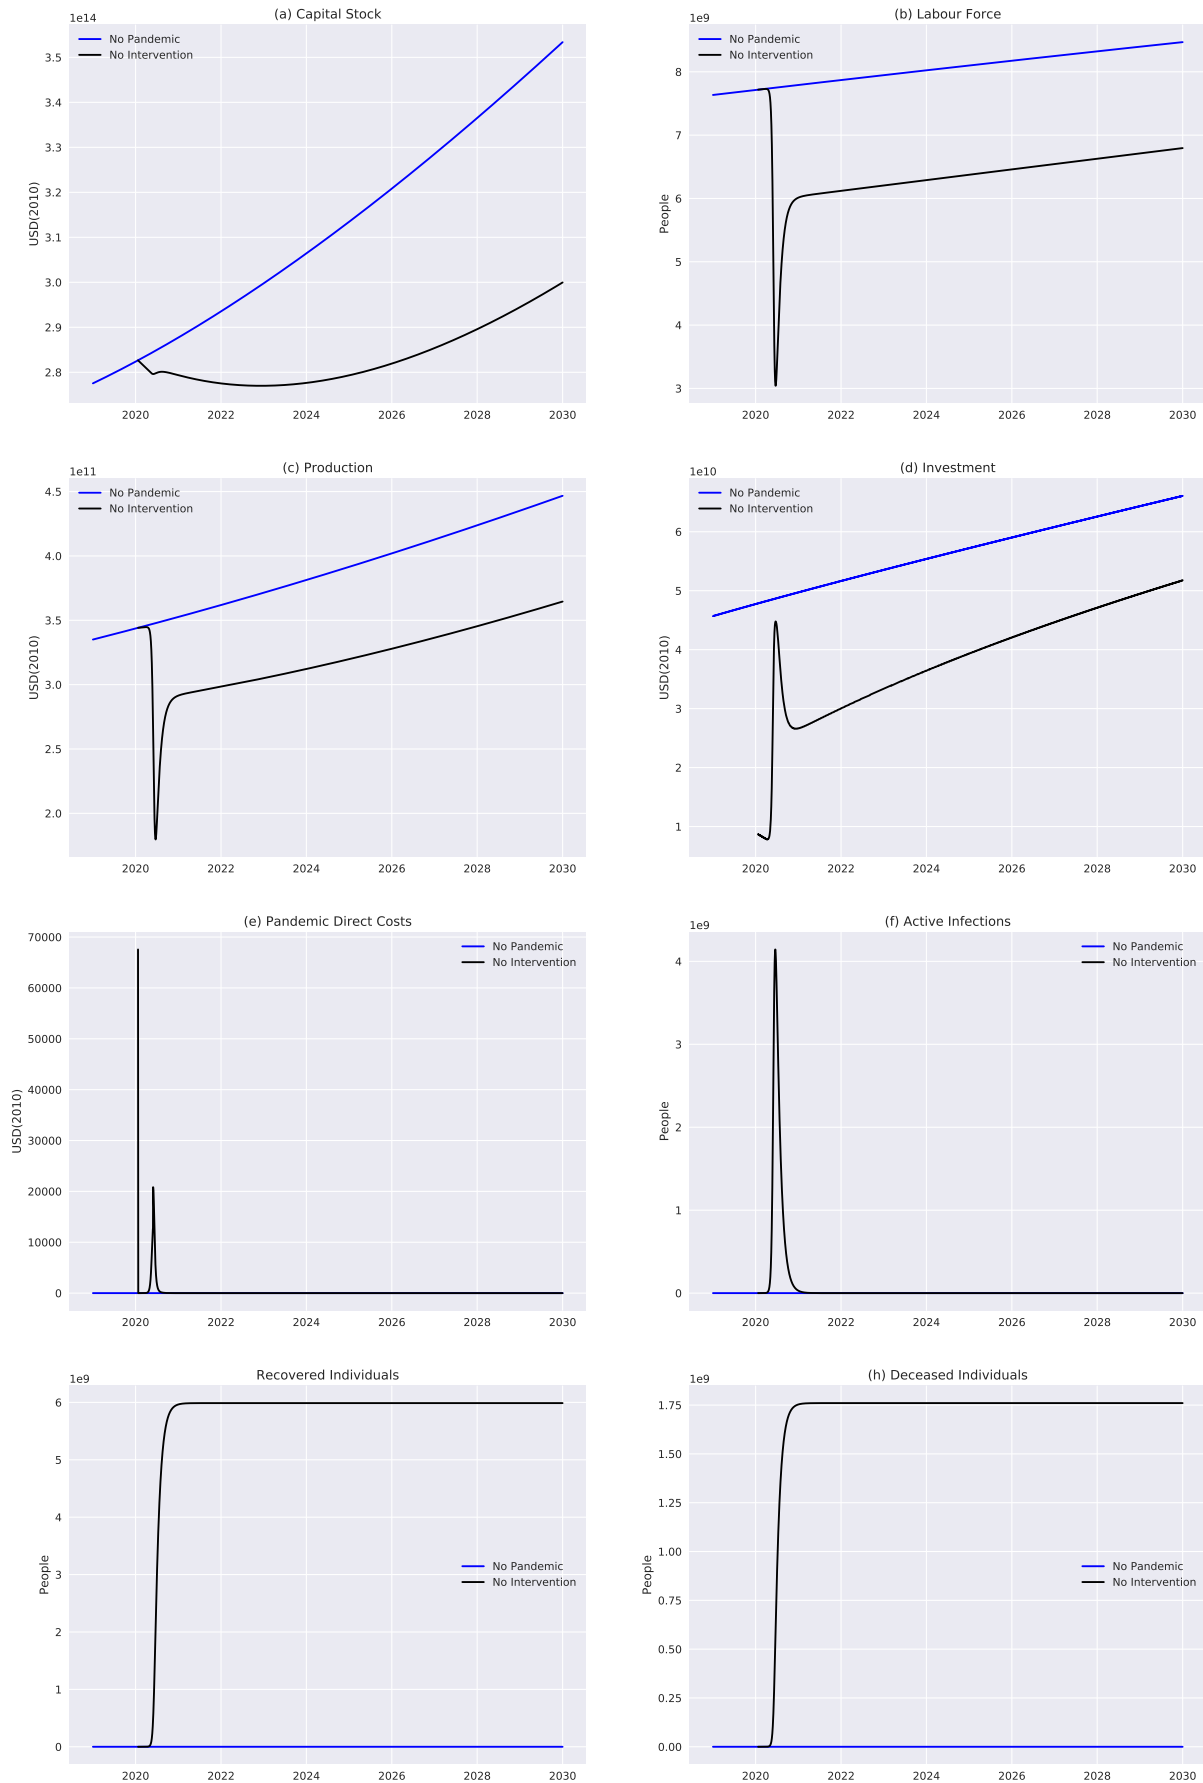 (a) Capital Stock
1e14
No Pandemic
No Intervention
USD(2010)
3.5
3.4
3.3
3.2
3.1
3.0
2.9
2.8
2020 2022 2024 2026 2028 2030
(b) Labour Force
1e9
No Pandemic
No Intervention
People
8
7
6
5
4
3
2020 2022 2024 2026 2028 2030
(c) Production
1e11
No Pandemic
No Intervention
USD(2010)
4.5
4.0
3.5
3.0
2.5
2.0
2020 2022 2024 2026 2028 2030
(d) Investment
1e10
No Pandemic
No Intervention
USD(2010)
6
5
4
3
2
1
2020 2022 2024 2026 2028 2030
(e) Pandemic Direct Costs
No Pandemic
No Intervention
USD(2010)
70000
60000
50000
40000
30000
20000
10000
0
2020 2022 2024 2026 2028 2030
(f) Active Infections
1e9
No Pandemic
No Intervention
People
4
3
2
1
0
2020 2022 2024 2026 2028 2030
Recovered Individuals
1e9
No Pandemic
No Intervention
People
6
5
4
3
2
1
0
2020 2022 2024 2026 2028 2030
(h) Deceased Individuals
1e9
No Pandemic
No Intervention
People
1.75
1.50
1.25
1.00
0.75
0.50
0.25
0.00
2020 2022 2024 2026 2028 2030